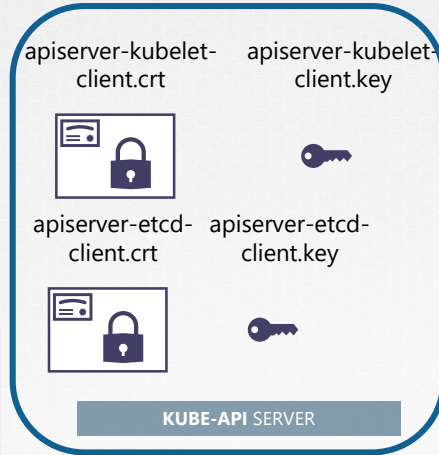 apiserver-kubelet-
client.crt
apiserver-kubelet-
client.key
apiserver-etcd-
client.crt
apiserver-etcd-
client.key
KUBE-API SERVER